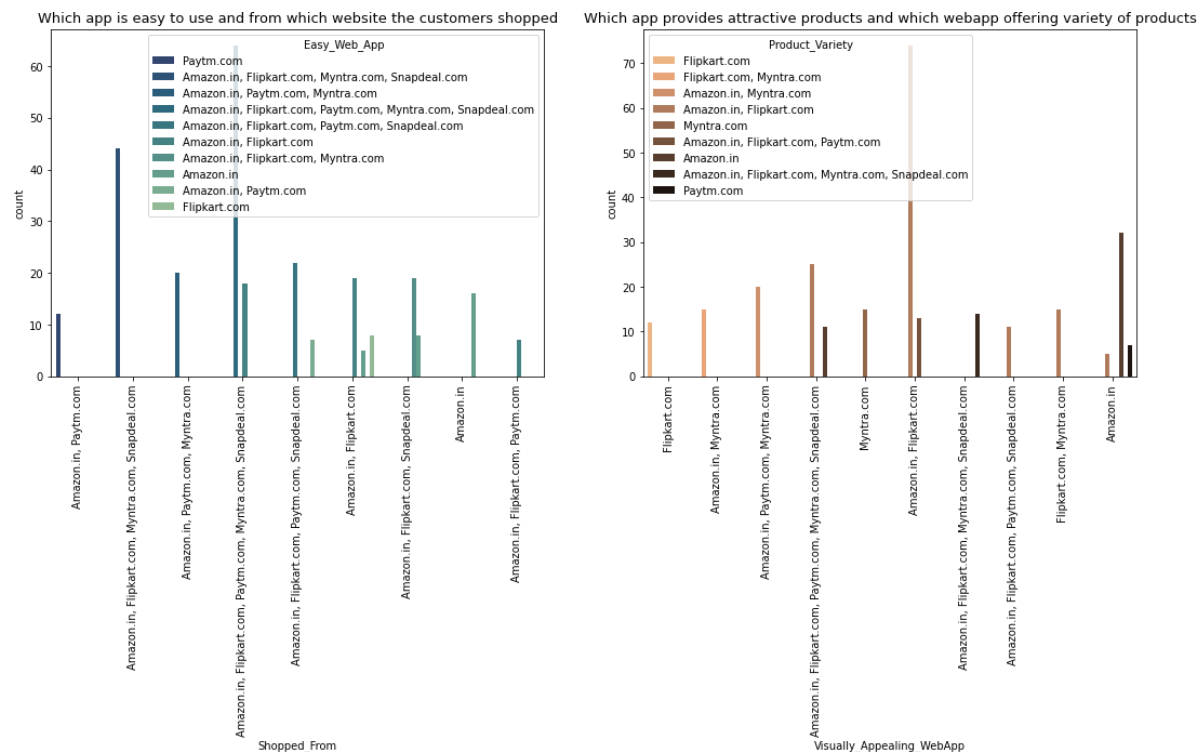 Which app is easy to use and from which website the customers shopped
Easy_Web_App
Paytm.com
Amazon.in, Flipkart.com, Myntra.com, Snapdeal.com
Amazon.in, Paytm.com, Myntra.com
Amazon.in, Flipkart.com, Paytm.com, Myntra.com, Snapdeal.com
Amazon.in, Flipkart.com, Paytm.com, Snapdeal.com
Amazon.in, Flipkart.com
Amazon.in, Flipkart.com, Myntra.com
Amazon.in
Amazon.in, Paytm.com
Flipkart.com
count
60
50
40
30
20
10
0
Amazon.in, Paytm.com
Amazon.in, Flipkart.com, Myntra.com, Snapdeal.com
Amazon.in, Paytm.com, Myntra.com
Amazon.in, Flipkart.com, Paytm.com, Myntra.com, Snapdeal.com
Amazon.in, Flipkart.com, Paytm.com, Snapdeal.com
Amazon.in, Flipkart.com
Amazon.in, Flipkart.com, Snapdeal.com
Amazon.in
Amazon.in, Flipkart.com, Paytm.com
Shopped_From
Which app provides attractive products and which webapp offering variety of products
Product_Variety
Flipkart.com
Flipkart.com, Myntra.com
Amazon.in, Myntra.com
Amazon.in, Flipkart.com
Myntra.com
Amazon.in, Flipkart.com, Paytm.com
Amazon.in
Amazon.in, Flipkart.com, Myntra.com, Snapdeal.com
Paytm.com
count
70
60
50
40
30
20
10
0
Flipkart.com
Amazon.in, Myntra.com
Amazon.in, Paytm.com, Myntra.com
Amazon.in, Flipkart.com, Paytm.com, Myntra.com, Snapdeal.com
Myntra.com
Amazon.in, Flipkart.com
Amazon.in, Flipkart.com, Myntra.com, Snapdeal.com
Amazon.in, Flipkart.com, Paytm.com, Snapdeal.com
Flipkart.com, Myntra.com
Amazon.in
Visually_Appealing_WebApp